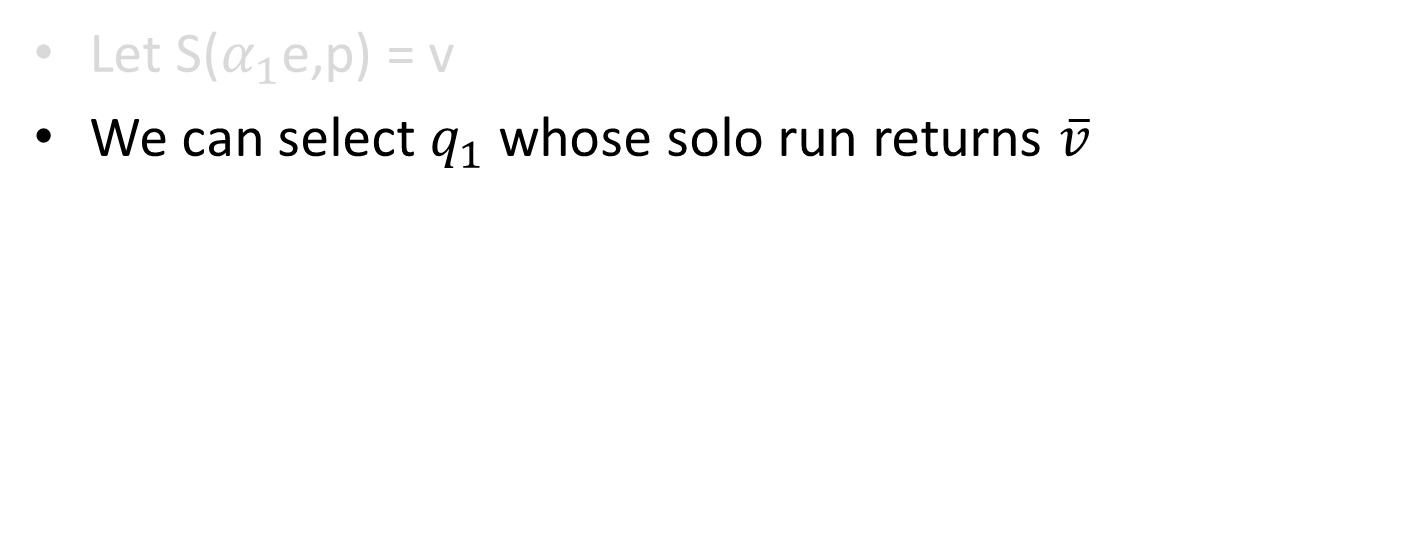 • Let S(𝛼₁e,p) = v
• We can select 𝑞₁ whose solo run returns 𝑣̅